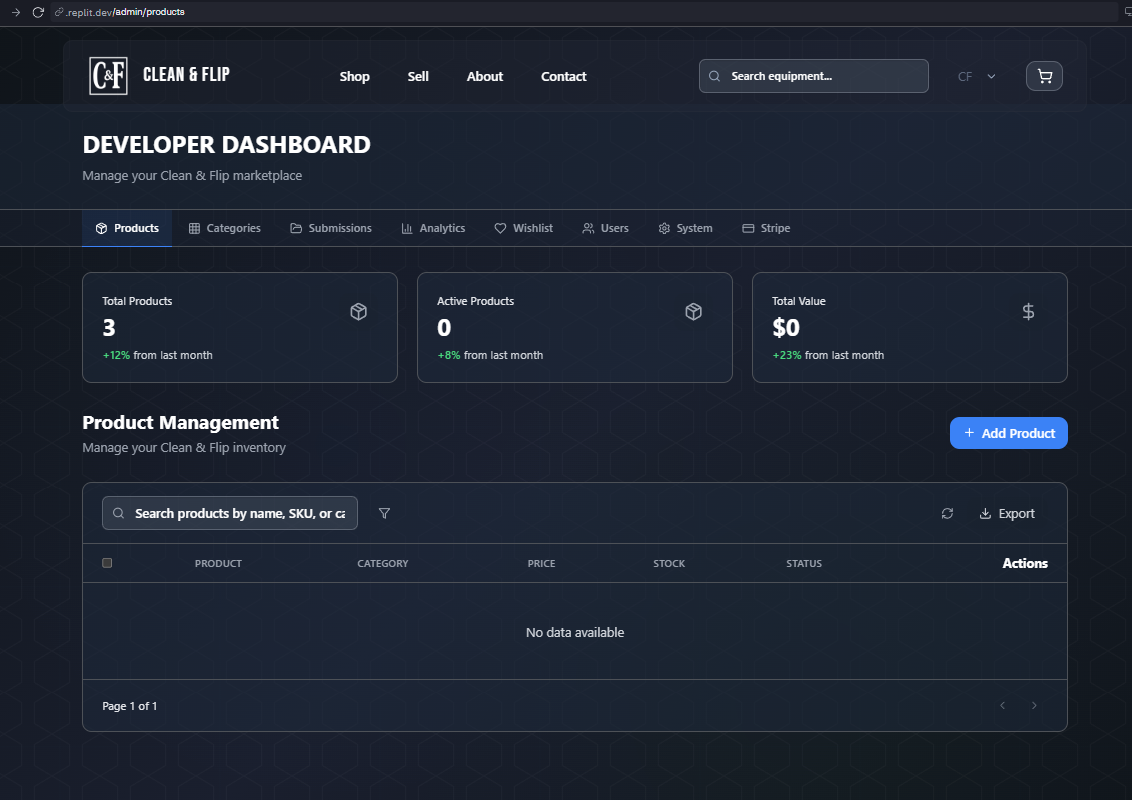 .replit.dev/admin/products
C&F CLEAN & FLIP Shop Sell About Contact Search equipment... CF
DEVELOPER DASHBOARD
Manage your Clean & Flip marketplace
Products Categories Submissions Analytics Wishlist Users System Stripe
Total Products
3
+12% from last month
Active Products
0
+8% from last month
Total Value
$0
$
+23% from last month
Product Management
Manage your Clean & Flip inventory
+ Add Product
Search products by name, SKU, or ca
Export
PRODUCT CATEGORY PRICE STOCK STATUS Actions
No data available
Page 1 of 1